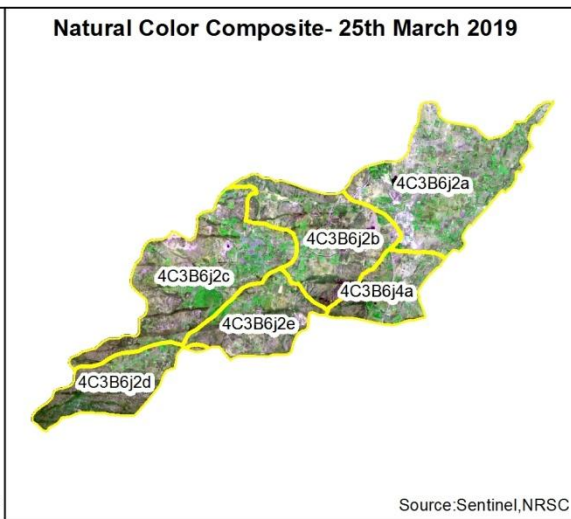 Natural Color Composite- 25th March 2019
4C3B6j2a
4C3B6j2b
4C3B6j2c
4C3B6j4a
4C3B6j2e
4C3B6j2d
Source:Sentinel,NRSC